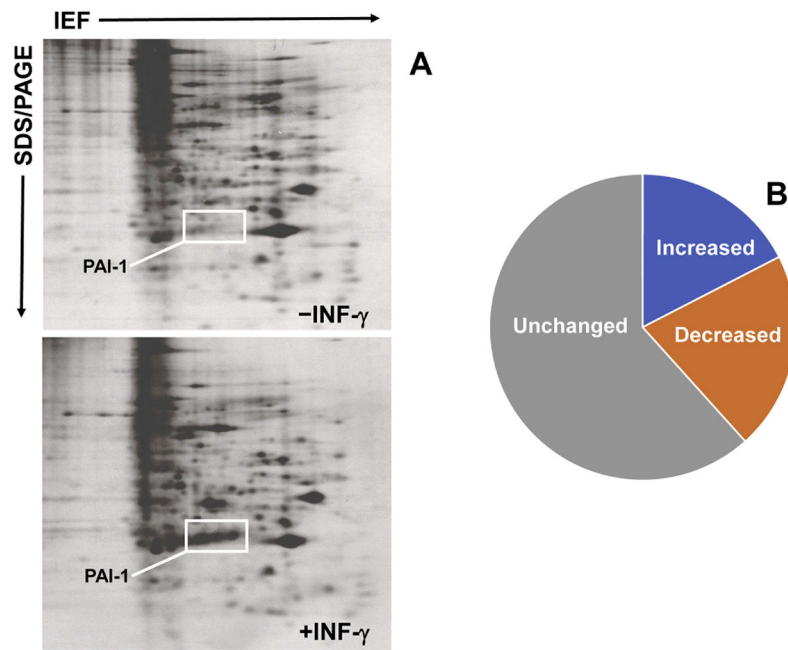 IEF
SDS/PAGE
A
PAI-1
−INF-γ
PAI-1
+INF-γ
B
Increased
Decreased
Unchanged